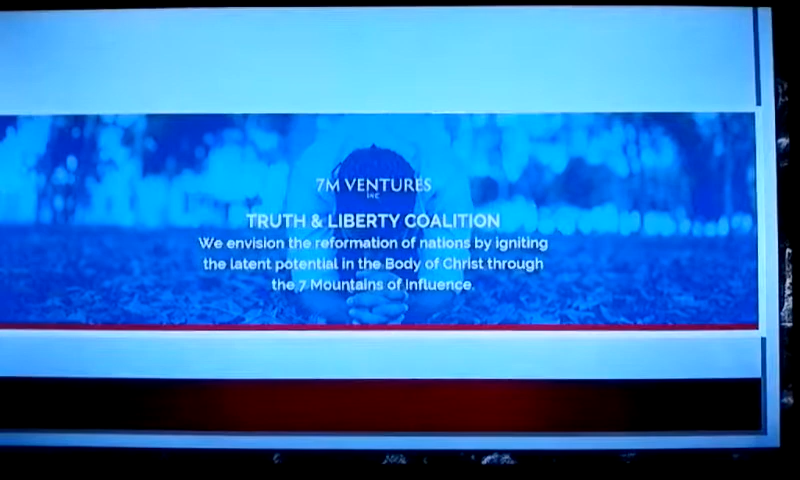 7M VENTURES
INC
TRUTH & LIBERTY COALITION
We envision the reformation of nations by igniting
the latent potential in the Body of Christ through
the 7 Mountains of Influence.